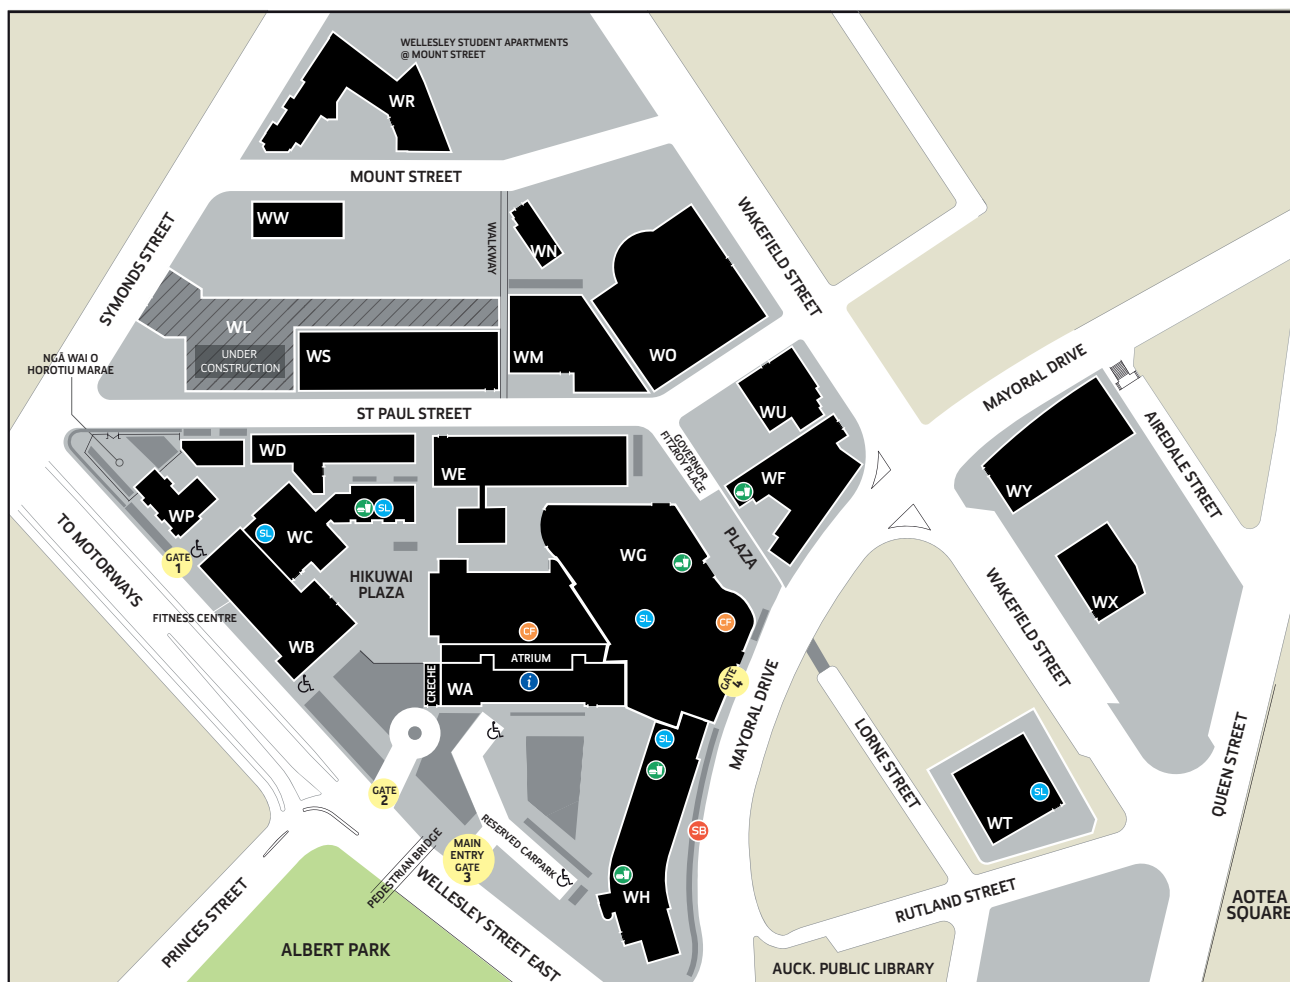 WELLESLEY STUDENT APARTMENTS
@ MOUNT STREET
WR
MOUNT STREET
WW
WALKWAY
WN
WAKEFIELD STREET
SYMONDS STREET
WL
UNDER
CONSTRUCTION
WS
WM
WO
NGĀ WAI O
HOROTIU MARAE
MAYORAL DRIVE
ST PAUL STREET
WU
AIREDALE STREET
GOVERNOR
FITZROY PLACE
WD
WE
WF
WY
WP
SL
SL
WC
WG
PLAZA
TO MOTORWAYS
GATE
1
HIKUWAI
PLAZA
WX
FITNESS CENTRE
SL
CF
CF
WAKEFIELD STREET
WB
ATRIUM
CRECHE
WA
i
GATE
4
MAYORAL DRIVE
SL
LORNE STREET
QUEEN STREET
GATE
2
SL
WT
SB
RESERVED CARPARK
PEDESTRIAN BRIDGE
MAIN
ENTRY
GATE
3
WELLESLEY STREET EAST
WH
RUTLAND STREET
AOTEA
SQUARE
PRINCES STREET
ALBERT PARK
AUCK. PUBLIC LIBRARY